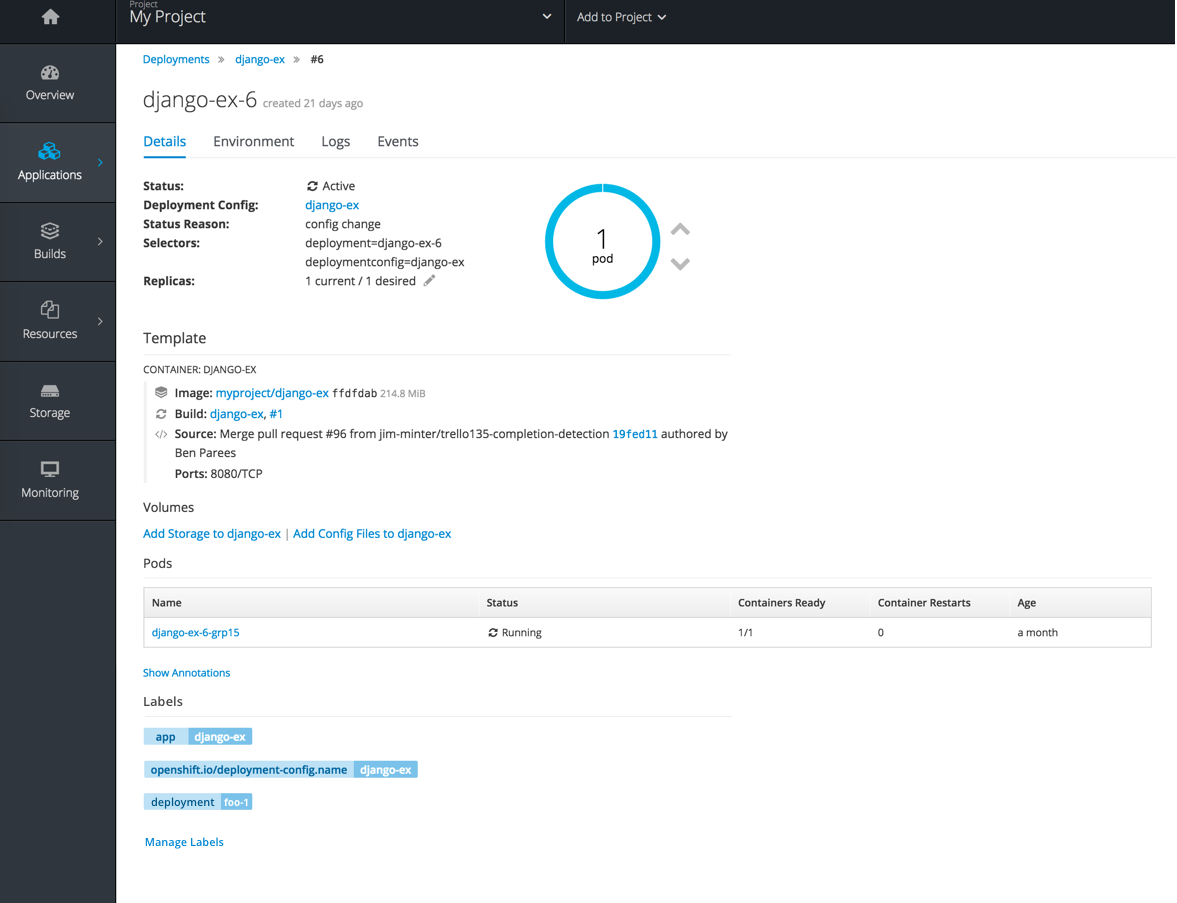 Project
My Project
Add to Project
Overview
Applications
Builds
Resources
Storage
Monitoring
Deployments » django-ex » #6
django-ex-6 created 21 days ago
Details Environment Logs Events
Status: Active
Deployment Config: django-ex
Status Reason: config change
Selectors: deployment=django-ex-6
deploymentconfig=django-ex
Replicas: 1 current / 1 desired
1
pod
Template
CONTAINER: DJANGO-EX
Image: myproject/django-ex ffdfdab 214.8 MiB
Build: django-ex, #1
</> Source: Merge pull request #96 from jim-minter/trello135-completion-detection 19fed11 authored by
Ben Parees
Ports: 8080/TCP
Volumes
Add Storage to django-ex | Add Config Files to django-ex
Pods
Name Status Containers Ready Container Restarts Age
django-ex-6-grp15 Running 1/1 0 a month
Show Annotations
Labels
app django-ex
openshift.io/deployment-config.name django-ex
deployment foo-1
Manage Labels